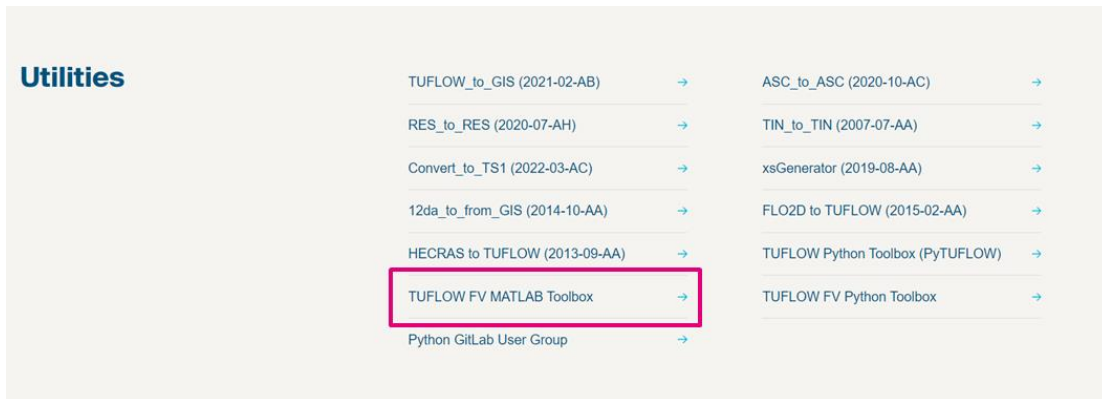 Utilities
TUFLOW_to_GIS (2021-02-AB)
ASC_to_ASC (2020-10-AC)
RES_to_RES (2020-07-AH)
TIN_to_TIN (2007-07-AA)
Convert_to_TS1 (2022-03-AC)
xsGenerator (2019-08-AA)
12da_to_from_GIS (2014-10-AA)
FLO2D to TUFLOW (2015-02-AA)
HECRAS to TUFLOW (2013-09-AA)
TUFLOW Python Toolbox (PyTUFLOW)
TUFLOW FV MATLAB Toolbox
TUFLOW FV Python Toolbox
Python GitLab User Group